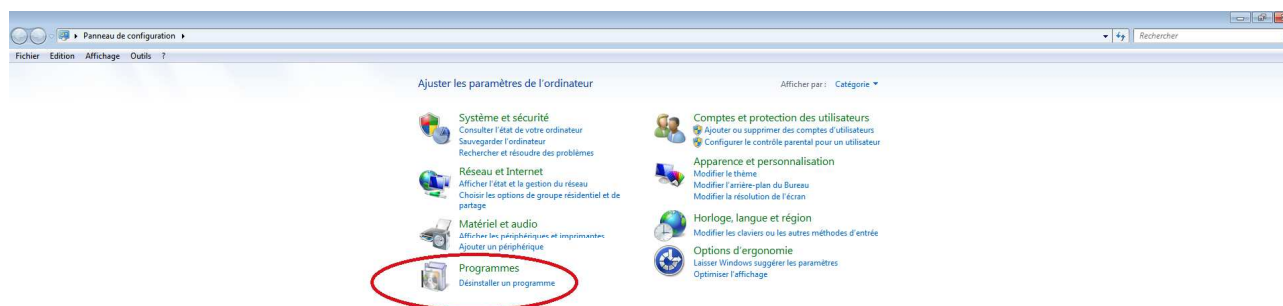 Panneau de configuration
Rechercher
Fichier Edition Affichage Outils ?
Ajuster les paramètres de l'ordinateur
Afficher par : Catégorie
Système et sécurité
Consulter l'état de votre ordinateur
Sauvegarder l'ordinateur
Rechercher et résoudre des problèmes
Réseau et Internet
Afficher l'état et la gestion du réseau
Choisir les options de groupe résidentiel et de
partage
Matériel et audio
Afficher les périphériques et imprimantes
Ajouter un périphérique
Programmes
Désinstaller un programme
Comptes et protection des utilisateurs
Ajouter ou supprimer des comptes d'utilisateurs
Configurer le contrôle parental pour un utilisateur
Apparence et personnalisation
Modifier le thème
Modifier l'arrière-plan du Bureau
Modifier la résolution de l'écran
Horloge, langue et région
Modifier les claviers ou les autres méthodes d'entrée
Options d'ergonomie
Laisser Windows suggérer les paramètres
Optimiser l'affichage